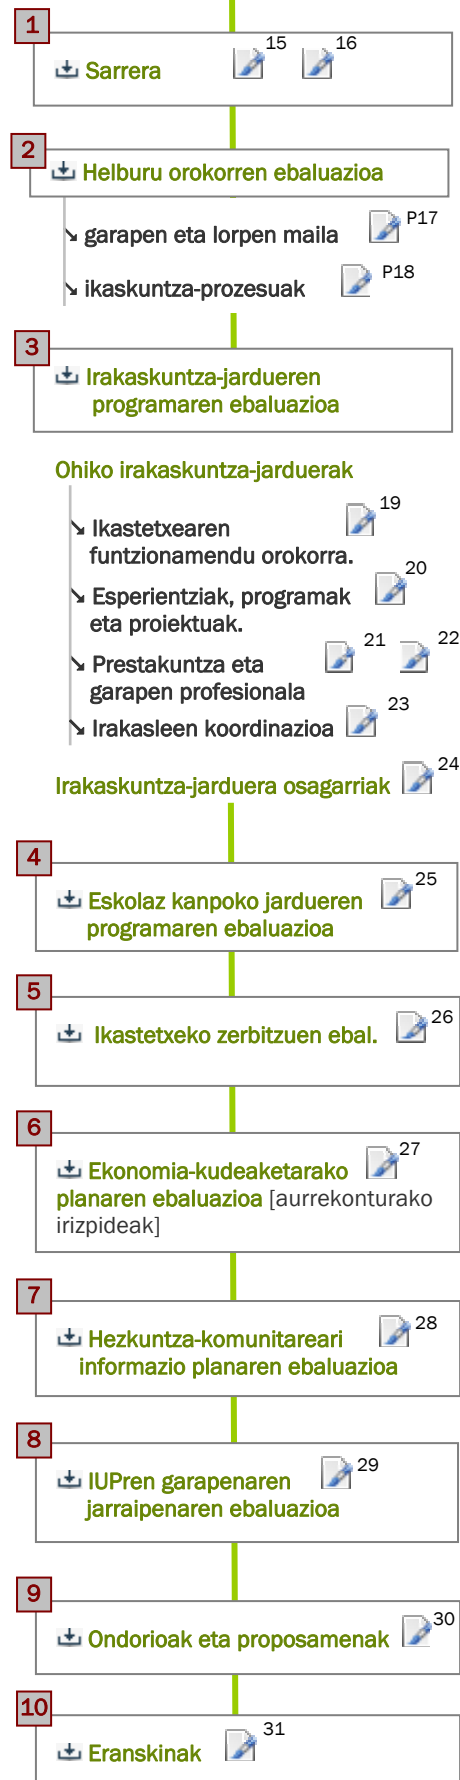 1
15 16
Sarrera
2
Helburu orokorren ebaluazioa
garapen eta lorpen maila P17
ikaskuntza-prozesuak P18
3
Irakaskuntza-jardueren
programaren ebaluazioa
Ohiko irakaskuntza-jarduerak
Ikastetxearen 19
funtzionamendu orokorra.
Esperientziak, programak 20
eta proiektuak.
Prestakuntza eta 21 22
garapen profesionala
Irakasleen koordinazioa 23
Irakaskuntza-jarduera osagarriak 24
4
Eskolaz kanpoko jardueren 25
programaren ebaluazioa
5
Ikastetxeko zerbitzuen ebal. 26
6
Ekonomia-kudeaketarako 27
planaren ebaluazioa [aurrekonturako
irizpideak]
7
Hezkuntza-komunitareari 28
informazio planaren ebaluazioa
8
IUPren garapenaren 29
jarraipenaren ebaluazioa
9
Ondorioak eta proposamenak 30
10
Eranskinak 31